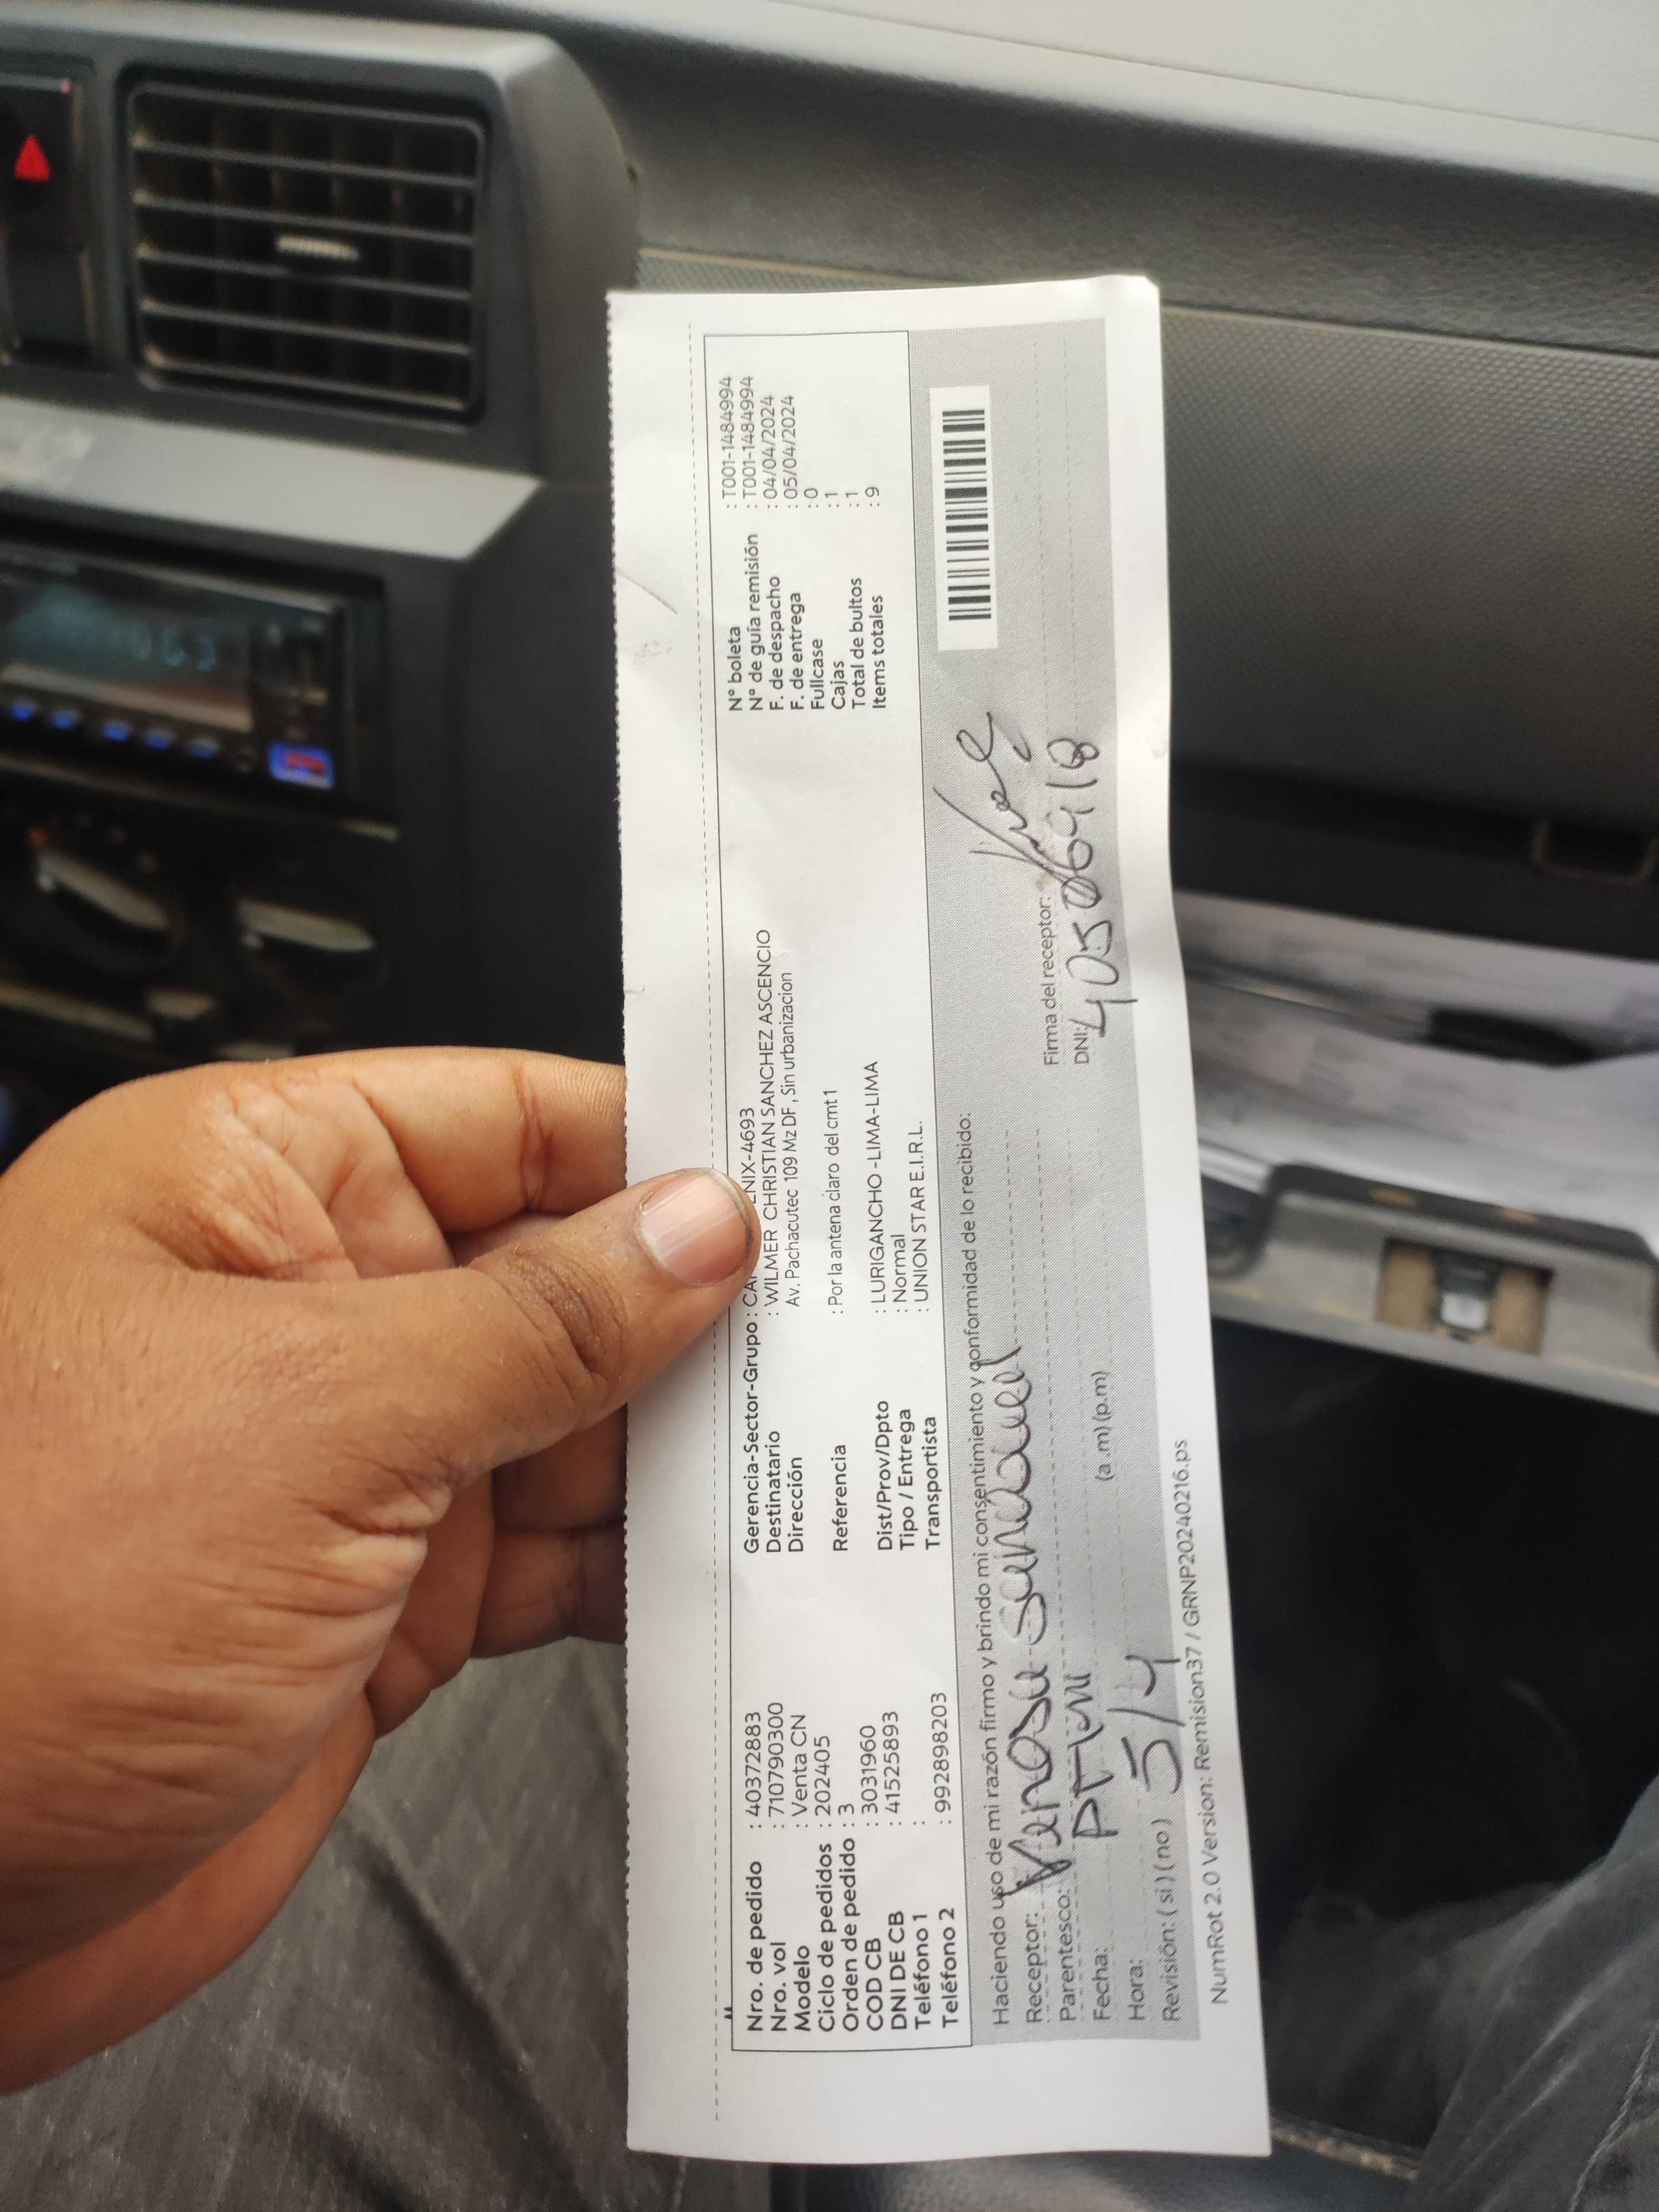 Nro. de pedido : 40372883
Nro. vol : 710790300
Modelo : Venta CN
Ciclo de pedidos : 202405
Orden de pedido : 3
COD CB : 3031960
DNI DE CB : 41525893
Teléfono 1 :
Teléfono 2 : 992898203
Gerencia-Sector-Grupo : NIX-4693
Destinatario : WILMER CHRISTIAN SANCHEZ ASCENCIO
Dirección Av. Pachacutec 109 Mz DF , Sin urbanizacion
Referencia : Por la antena claro del cmt 1
Dist/Prov/Dpto : LURIGANCHO -LIMA-LIMA
Tipo / Entrega : Normal
Transportista : UNION STAR E.I.R.L.
N° boleta : T001-1484994
N° de guía remisión : T001-1484994
F. de despacho : 04/04/2024
F. de entrega : 05/04/2024
Fullcase : 0
Cajas : 1
Total de bultos : 1
Items totales : 9
Haciendo uso de mi razón firmo y brindo mi consentimiento y conformidad de lo recibido:
Receptor: Sandoval
Parentesco:
Fecha: 5/4
Hora: (a .m) (p.m)
Revisión: ( si ) ( no )
Firma del receptor:
DNI:
NumRot 2.0 Version: Remision37 / GRNP20240216.ps